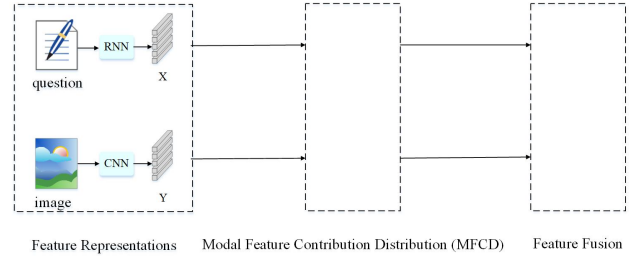 RNN
X
question
CNN
Y
image
Feature Representations
Modal Feature Contribution Distribution (MFCD)
Feature Fusion